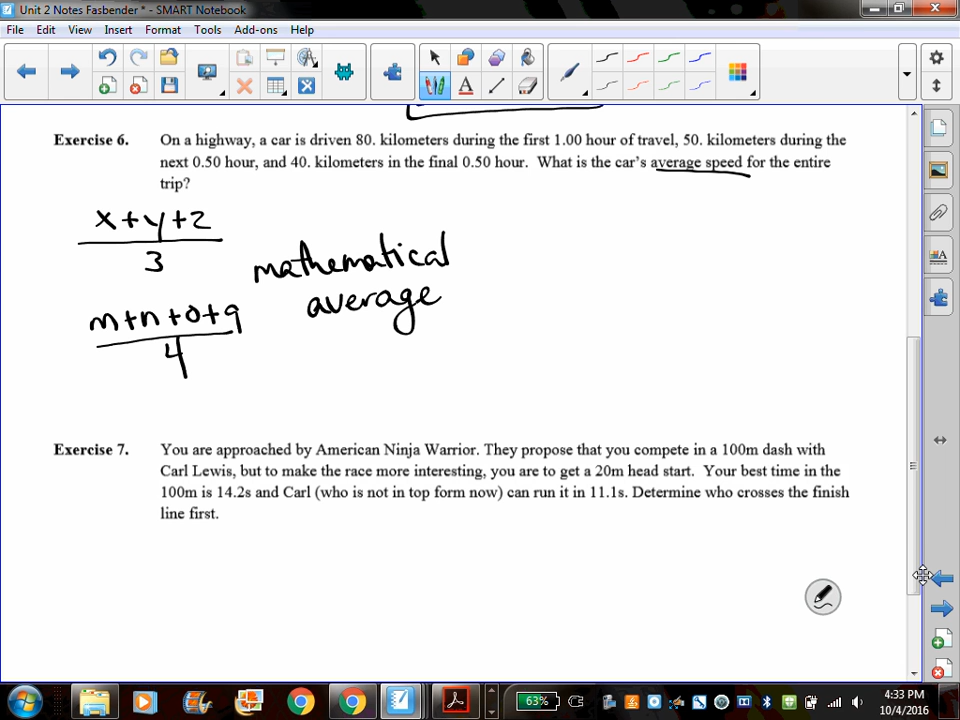 Unit 2 Notes Fasbender * - SMART Notebook
File Edit View Insert Format Tools Add-ons Help
Exercise 6. On a highway, a car is driven 80. kilometers during the first 1.00 hour of travel, 50. kilometers during the
next 0.50 hour, and 40. kilometers in the final 0.50 hour. What is the car's average speed for the entire
trip?
x+y+z
3
mathematical
average
m+n+o+q
4
Exercise 7. You are approached by American Ninja Warrior. They propose that you compete in a 100m dash with
Carl Lewis, but to make the race more interesting, you are to get a 20m head start. Your best time in the
100m is 14.2s and Carl (who is not in top form now) can run it in 11.1s. Determine who crosses the finish
line first.
63%
4:33 PM
10/4/2016